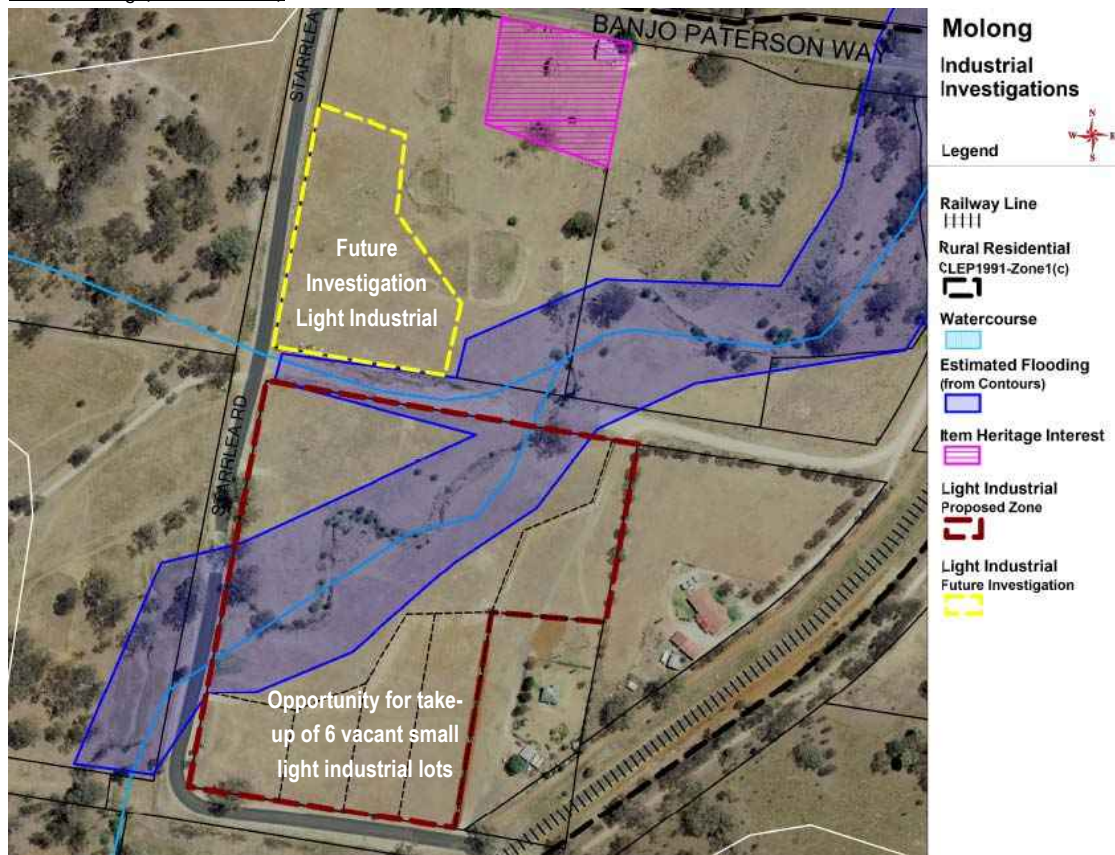 BANJO PATERSON WAY
STARRLEA
STARRLEA RD
Future
Investigation
Light Industrial
Opportunity for take-
up of 6 vacant small
light industrial lots
Molong
Industrial
Investigations
Legend
N
W E
S
Railway Line
Rural Residential
CLEP1991-Zone1(c)
Watercourse
Estimated Flooding
(from Contours)
Item Heritage Interest
Light Industrial
Proposed Zone
Light Industrial
Future Investigation